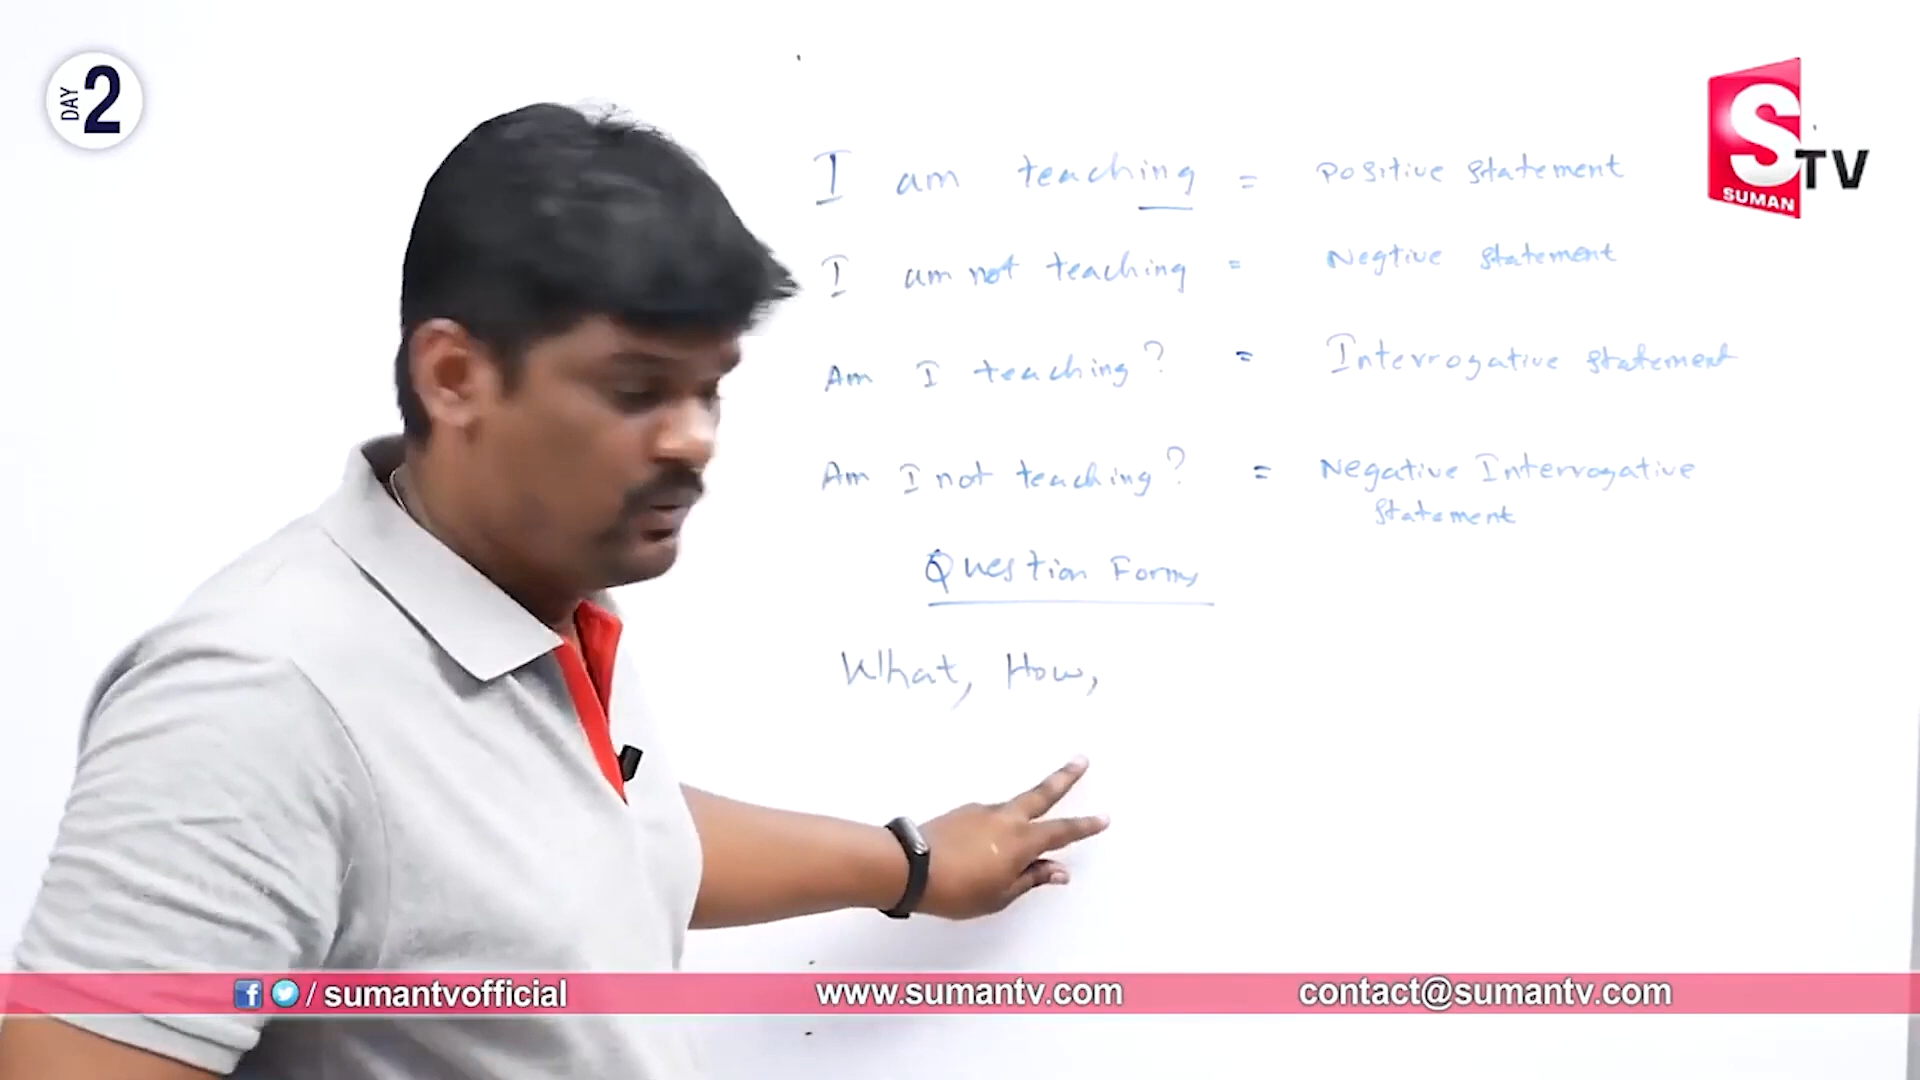 DAY 2
S TV
SUMAN
I am teaching = Positive statement
I am not teaching = Negtive statement
Am I teaching? = Interrogative statement
Am I not teaching? = Negative Interrogative
statement
Question Forms
What, How,
/ sumantvofficial www.sumantv.com contact@sumantv.com